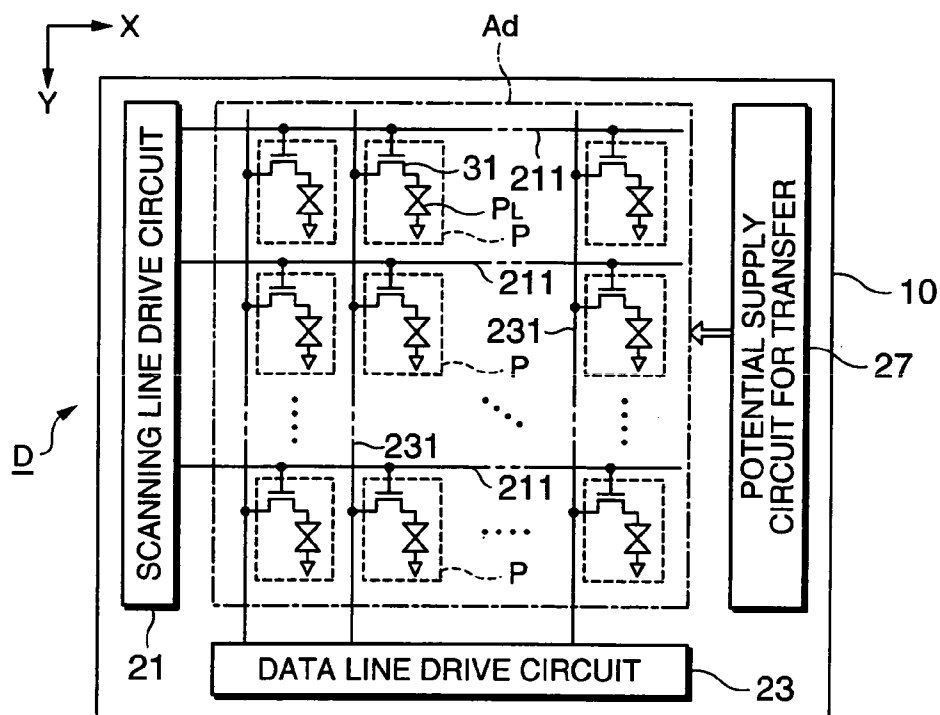 X
Y
Ad
SCANNING LINE DRIVE CIRCUIT
31
211
PL
P
211
231
P
10
POTENTIAL SUPPLY
CIRCUIT FOR TRANSFER
27
D
231
211
P
21
DATA LINE DRIVE CIRCUIT
23